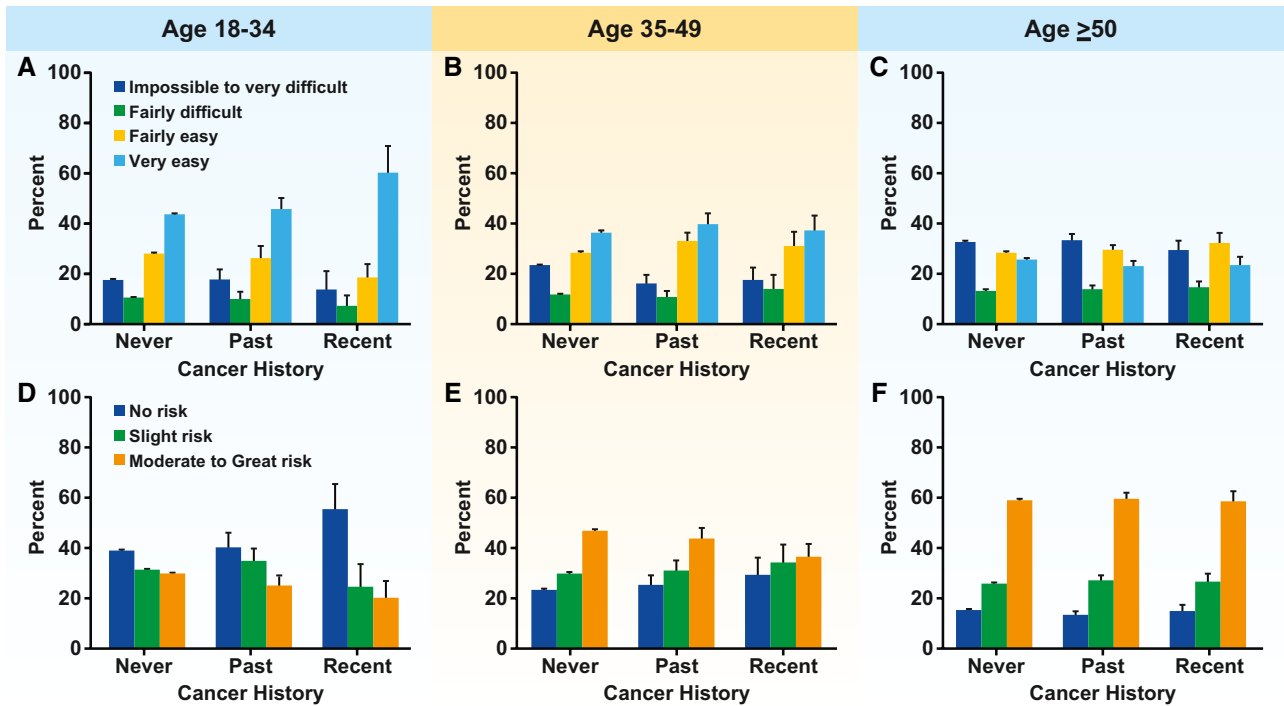 Age 18-34
Age 35-49
Age ≥50
A
100
80
60
40
20
0
Percent
Impossible to very difficult
Fairly difficult
Fairly easy
Very easy
Never
Past
Recent
Cancer History
B
100
80
60
40
20
0
Percent
Never
Past
Recent
Cancer History
C
100
80
60
40
20
0
Percent
Never
Past
Recent
Cancer History
D
100
80
60
40
20
0
Percent
No risk
Slight risk
Moderate to Great risk
Never
Past
Recent
Cancer History
E
100
80
60
40
20
0
Percent
Never
Past
Recent
Cancer History
F
100
80
60
40
20
0
Percent
Never
Past
Recent
Cancer History